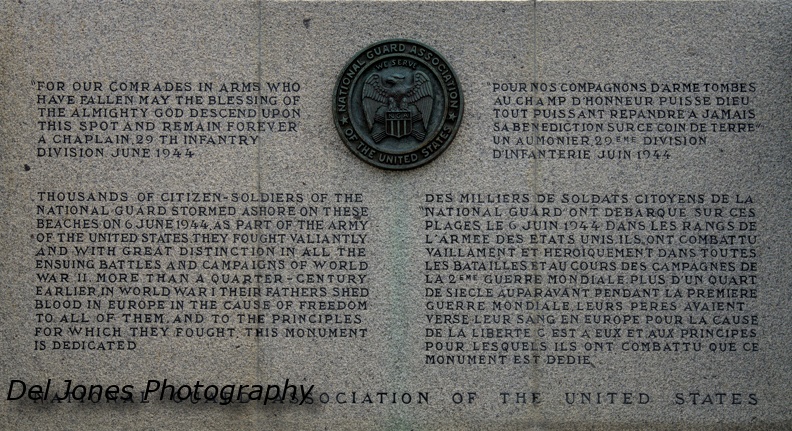 NATIONAL GUARD ASSOCIATION
WE SERVE
OF THE UNITED STATES
"FOR OUR COMRADES IN ARMS WHO
HAVE FALLEN MAY THE BLESSING OF
THE ALMIGHTY GOD DESCEND UPON
THIS SPOT AND REMAIN FOREVER
A CHAPLAIN, 29 TH INFANTRY
DIVISION JUNE 1944
"POUR NOS COMPAGNONS D'ARME TOMBES
AU CHAMP D'HONNEUR PUISSE DIEU
TOUT PUISSANT REPANDRE A JAMAIS
SA BENEDICTION SUR CE COIN DE TERRE"
UN AUMONIER, 29EME DIVISION
D'INFANTERIE JUIN 1944
THOUSANDS OF CITIZEN-SOLDIERS OF THE
NATIONAL GUARD STORMED ASHORE ON THESE
BEACHES ON 6 JUNE 1944, AS PART OF THE ARMY
OF THE UNITED STATES. THEY FOUGHT VALIANTLY
AND WITH GREAT DISTINCTION IN ALL THE
ENSUING BATTLES AND CAMPAIGNS OF WORLD
WAR II. MORE THAN A QUARTER-CENTURY
EARLIER, IN WORLD WAR I THEIR FATHERS SHED
BLOOD IN EUROPE IN THE CAUSE OF FREEDOM
TO ALL OF THEM, AND TO THE PRINCIPLES
FOR WHICH THEY FOUGHT, THIS MONUMENT
IS DEDICATED
DES MILLIERS DE SOLDATS CITOYENS DE LA
"NATIONAL GUARD" ONT DEBARQUE SUR CES
PLAGES LE 6 JUIN 1944 DANS LES RANGS DE
L'ARMEE DES ETATS UNIS. ILS, ONT COMBATTU
VAILLAMENT ET HEROIQUEMENT DANS TOUTES
LES BATAILLES ET AU COURS DES CAMPAGNES DE
LA 2EME GUERRE MONDIALE. PLUS D'UN QUART
DE SIECLE AUPARAVANT PENDANT LA PREMIERE
GUERRE MONDIALE, LEURS PERES AVAIENT
VERSE LEUR SANG EN EUROPE POUR LA CAUSE
DE LA LIBERTE C EST A EUX ET AUX PRINCIPES
POUR LESQUELS ILS ONT COMBATTU QUE CE
MONUMENT EST DEDIE.
Del Jones Photography
NATIONAL GUARD ASSOCIATION OF THE UNITED STATES